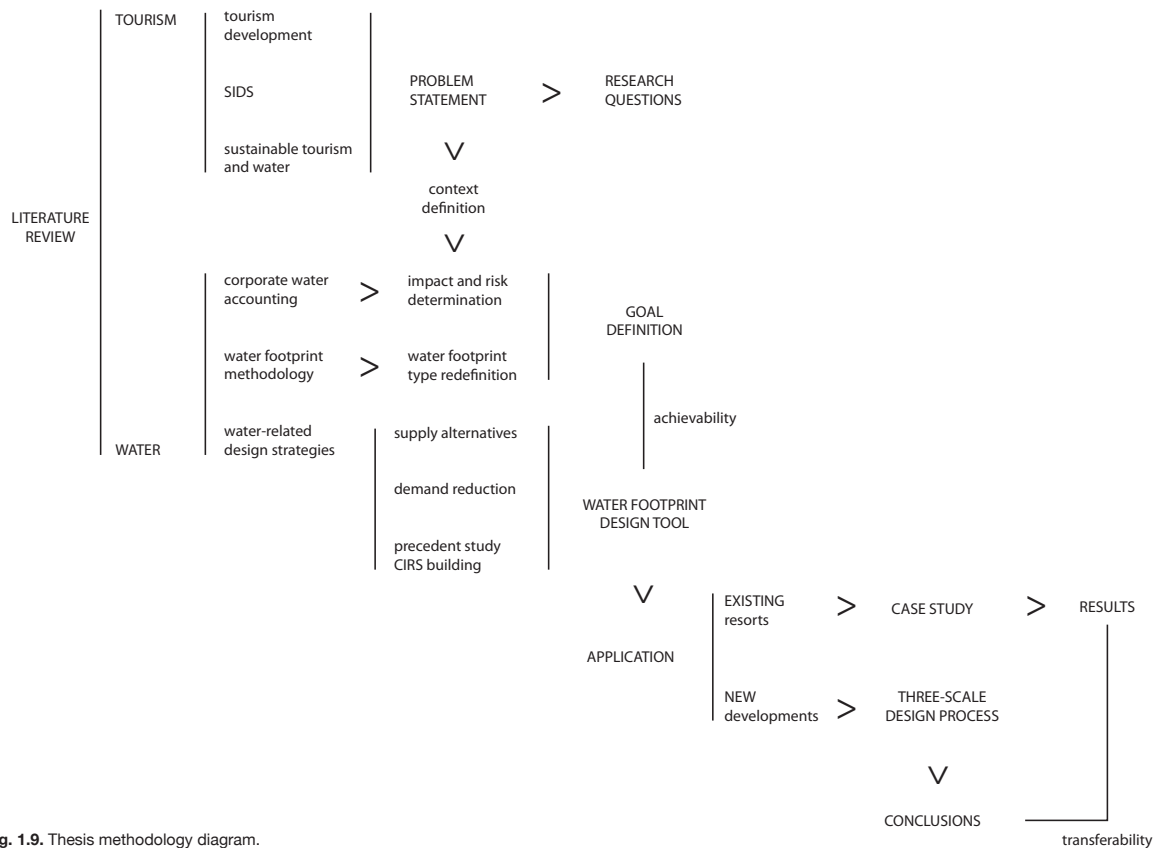 LITERATURE
REVIEW
TOURISM
tourism
development
SIDS
sustainable tourism
and water
PROBLEM
STATEMENT
>
RESEARCH
QUESTIONS
>
context
definition
>
WATER
corporate water
accounting
>
impact and risk
determination
water footprint
methodology
>
water footprint
type redefinition
water-related
design strategies
supply alternatives
demand reduction
precedent study
CIRS building
GOAL
DEFINITION
achievability
WATER FOOTPRINT
DESIGN TOOL
>
APPLICATION
EXISTING
resorts
>
CASE STUDY
>
RESULTS
NEW
developments
>
THREE-SCALE
DESIGN PROCESS
>
CONCLUSIONS
transferability
g. 1.9. Thesis methodology diagram.